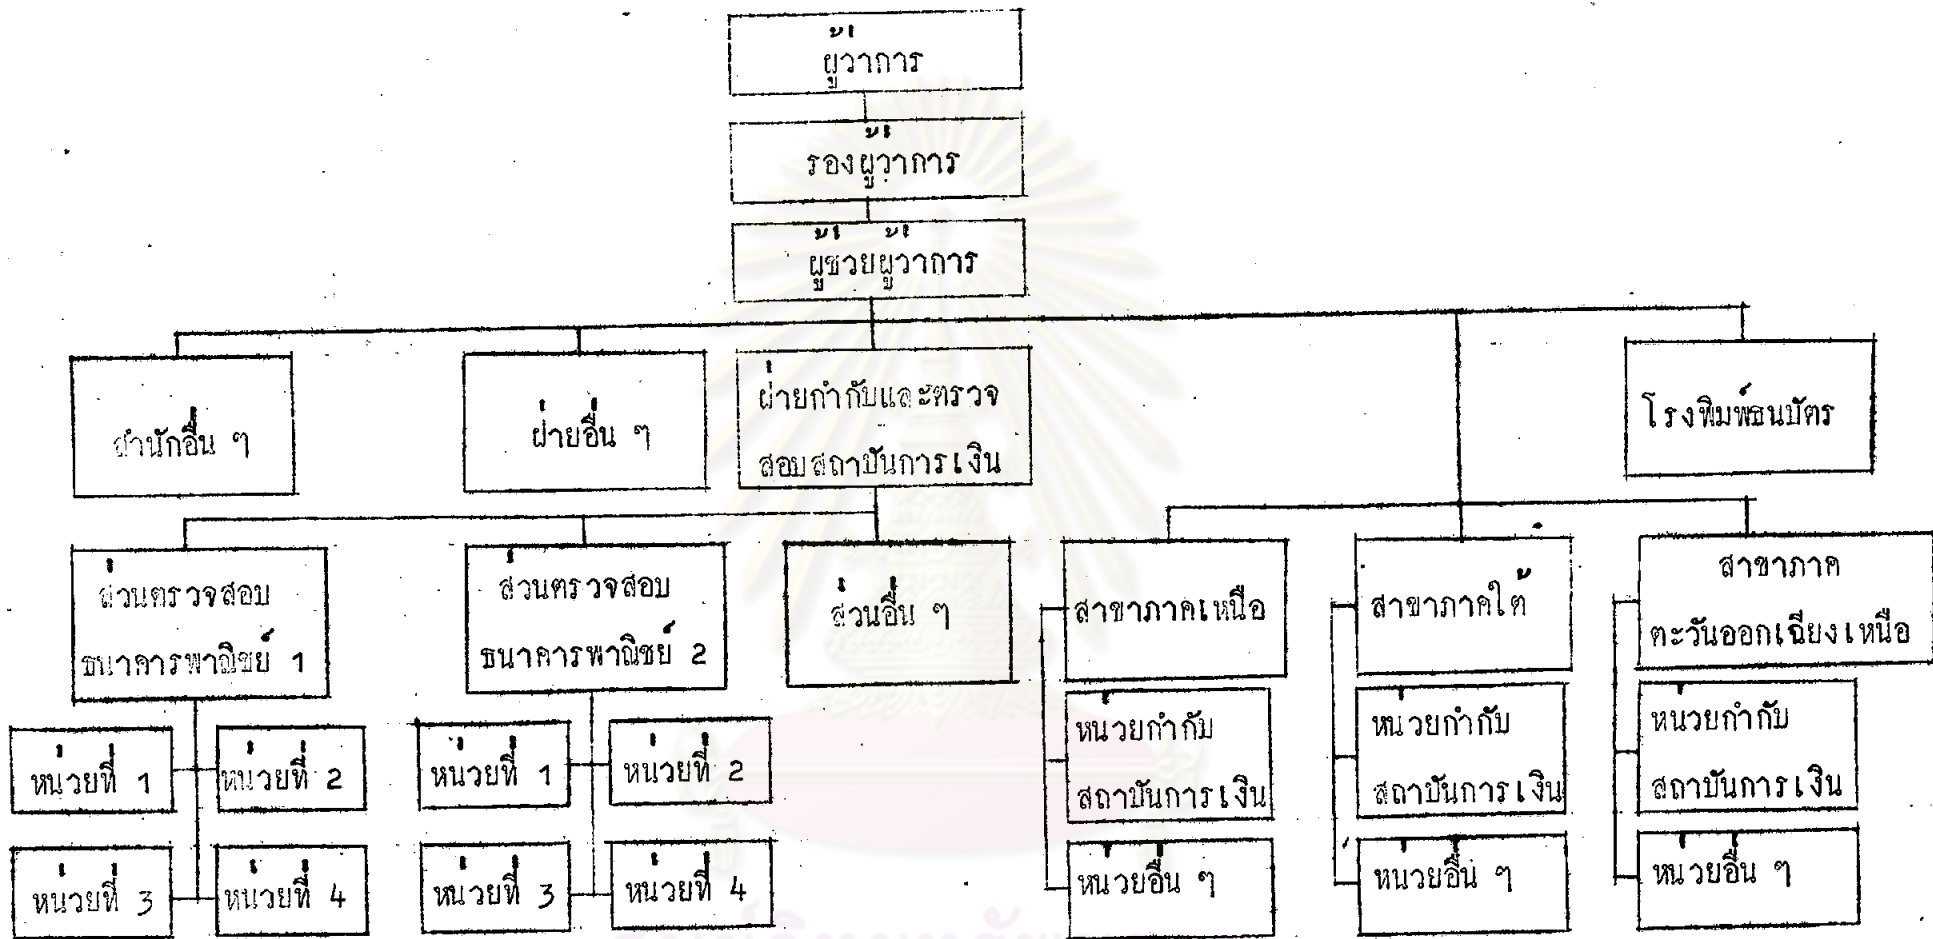 ผู้ว่าการ
รองผู้ว่าการ
ผู้ช่วยผู้ว่าการ
สำนักอื่น ๆ
ฝ่ายอื่น ๆ
ฝ่ายกำกับและตรวจ
สอบสถาบันการเงิน
โรงพิมพ์ธนบัตร
ส่วนตรวจสอบ
ธนาคารพาณิชย์ 1
ส่วนตรวจสอบ
ธนาคารพาณิชย์ 2
ส่วนอื่น ๆ
สาขาภาคเหนือ
สาขาภาคใต้
สาขาภาค
ตะวันออกเฉียงเหนือ
หน่วยที่ 1
หน่วยที่ 2
หน่วยที่ 3
หน่วยที่ 4
หน่วยที่ 1
หน่วยที่ 2
หน่วยที่ 3
หน่วยที่ 4
หน่วยกำกับ
สถาบันการเงิน
หน่วยอื่น ๆ
หน่วยกำกับ
สถาบันการเงิน
หน่วยอื่น ๆ
หน่วยกำกับ
สถาบันการเงิน
หน่วยอื่น ๆ